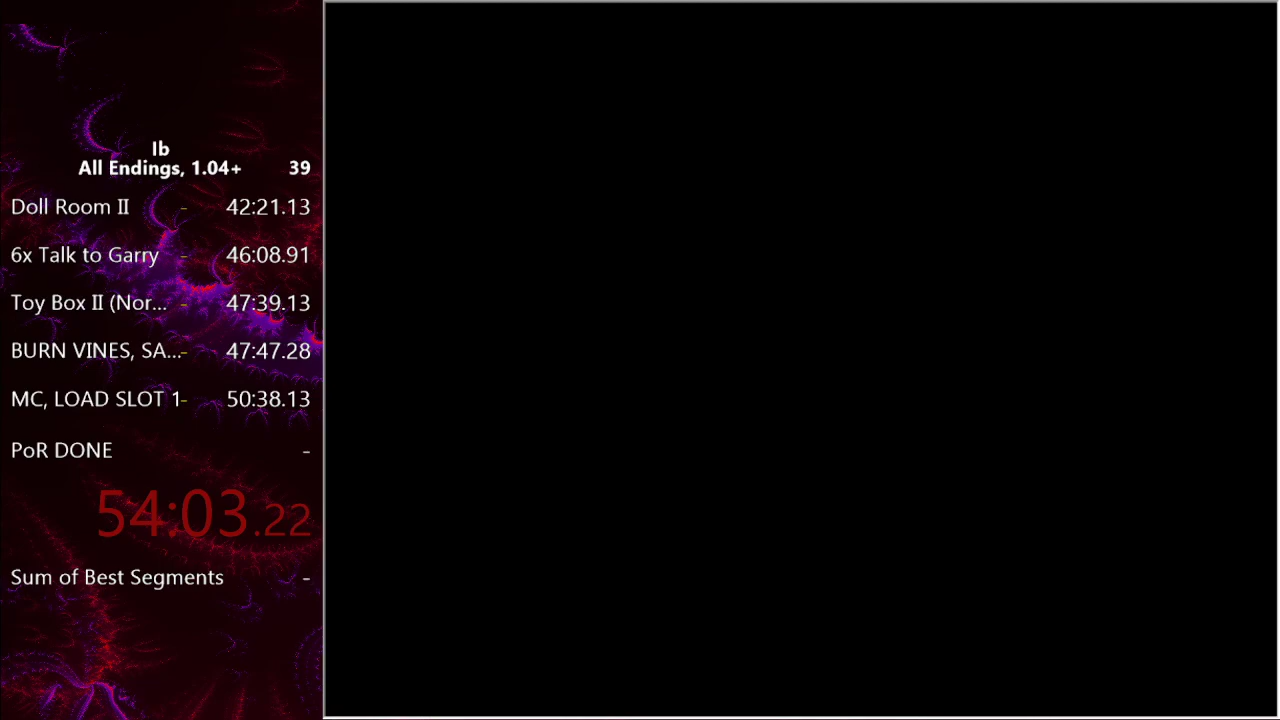 Ib
All Endings, 1.04+ 39
Doll Room II - 42:21.13
6x Talk to Garry - 46:08.91
Toy Box II (Nor... - 47:39.13
BURN VINES, SA... - 47:47.28
MC, LOAD SLOT 1 - 50:38.13
PoR DONE -
54:03.22
Sum of Best Segments -